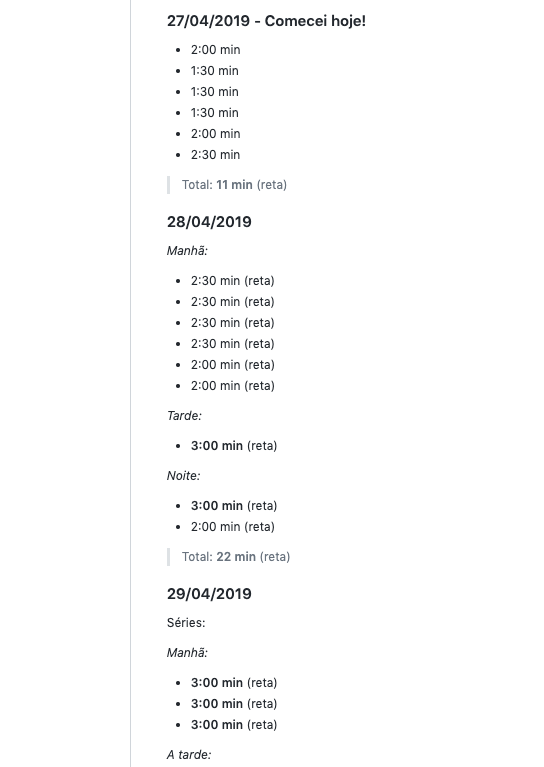 27/04/2019 - Comecei hoje!
2:00 min
1:30 min
1:30 min
1:30 min
2:00 min
2:30 min
Total: 11 min (reta)
28/04/2019
Manhã:
2:30 min (reta)
2:30 min (reta)
2:30 min (reta)
2:30 min (reta)
2:00 min (reta)
2:00 min (reta)
Tarde:
3:00 min (reta)
Noite:
3:00 min (reta)
2:00 min (reta)
Total: 22 min (reta)
29/04/2019
Séries:
Manhã:
3:00 min (reta)
3:00 min (reta)
3:00 min (reta)
A tarde: